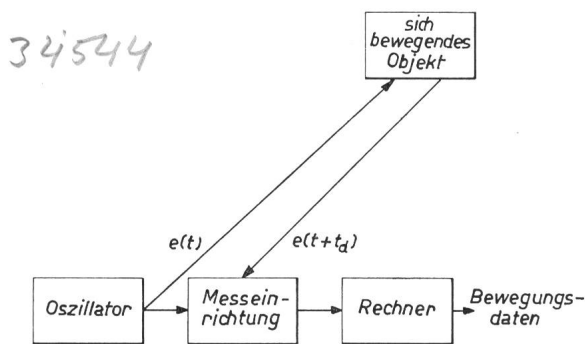 34544
sich
bewegendes
Objekt
e(t)
e(t+t_d)
Oszillator
Messein-
richtung
Rechner
Bewegungs-
daten